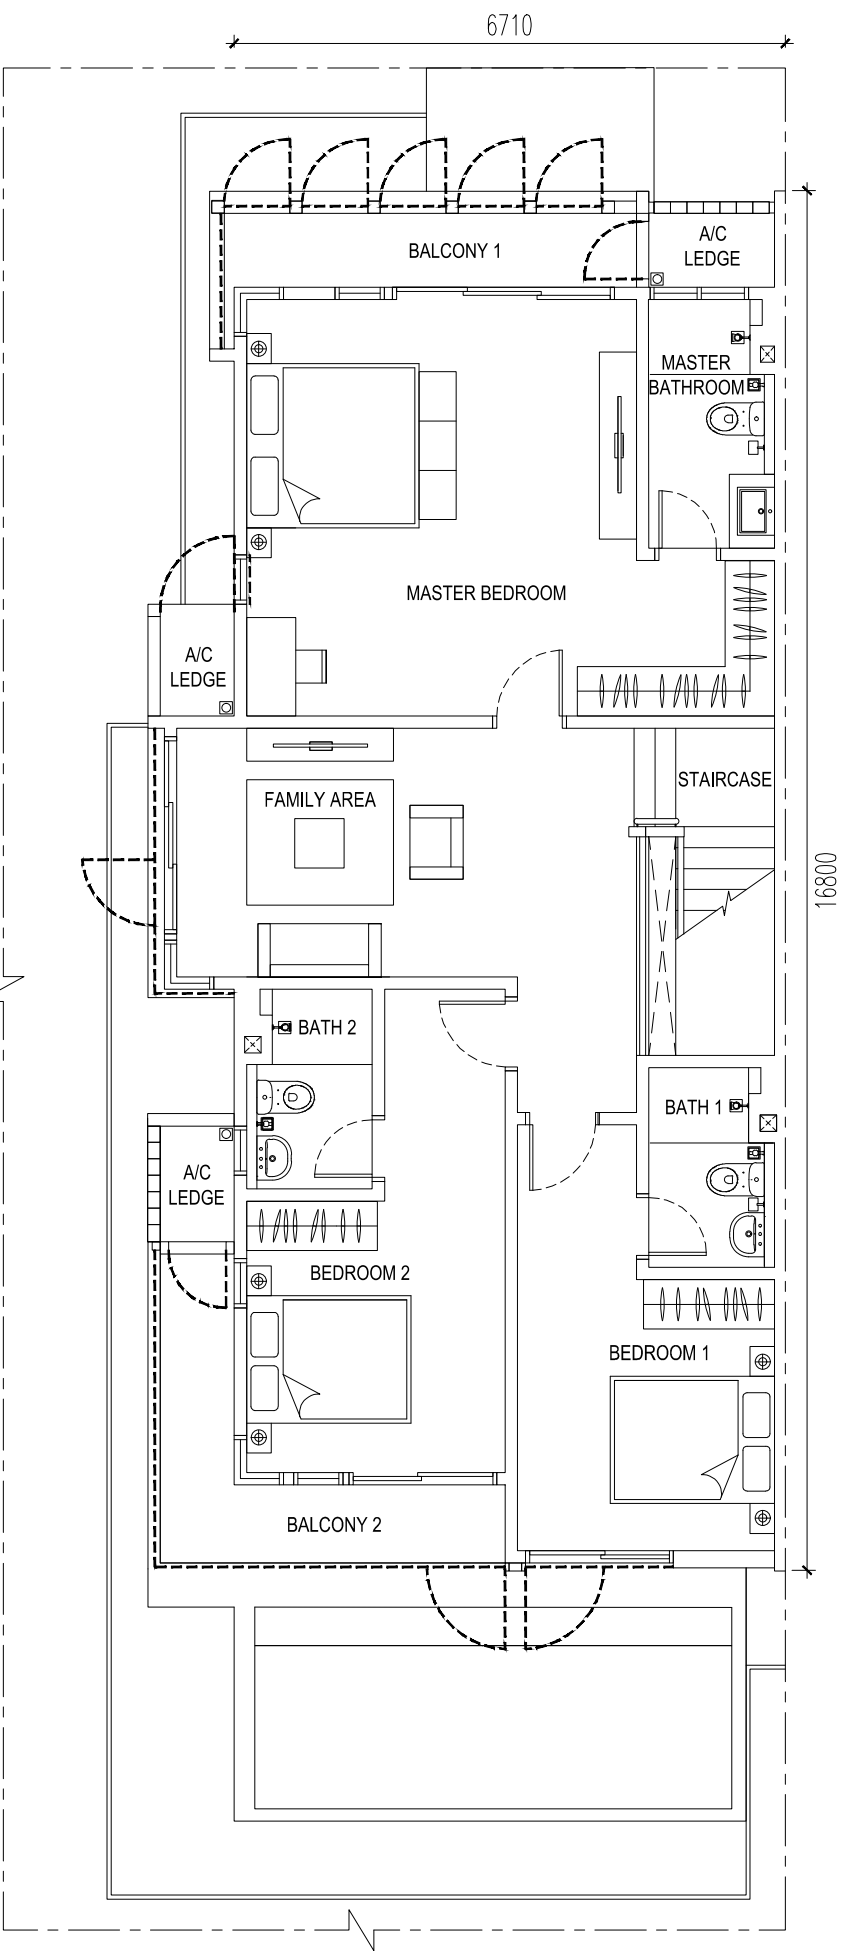 6710
BALCONY 1
A/C
LEDGE
MASTER
BATHROOM
MASTER BEDROOM
A/C
LEDGE
STAIRCASE
FAMILY AREA
16800
BATH 2
BATH 1
A/C
LEDGE
BEDROOM 2
BEDROOM 1
BALCONY 2